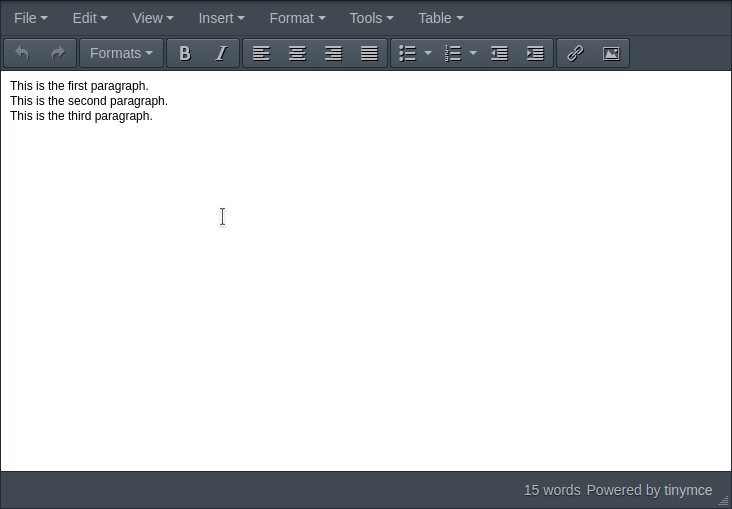 File Edit View Insert Format Tools Table
Formats B I
This is the first paragraph.
This is the second paragraph.
This is the third paragraph.
15 words Powered by tinymce